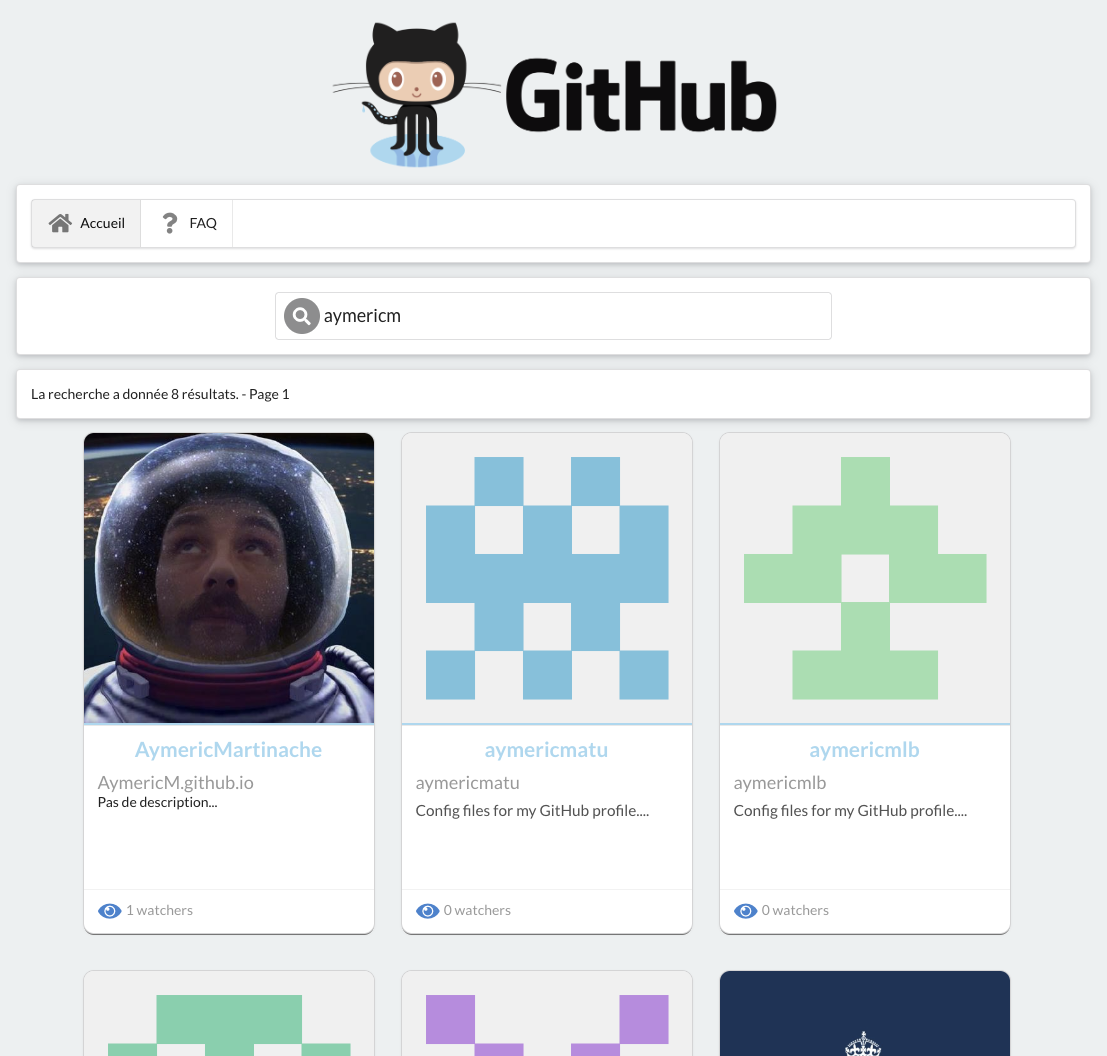 GitHub
Accueil
FAQ
aymericm
La recherche a donnée 8 résultats. - Page 1
AymericMartinache
AymericM.github.io
Pas de description...
1 watchers
aymericmatu
aymericmatu
Config files for my GitHub profile....
0 watchers
aymericmlb
aymericmlb
Config files for my GitHub profile....
0 watchers